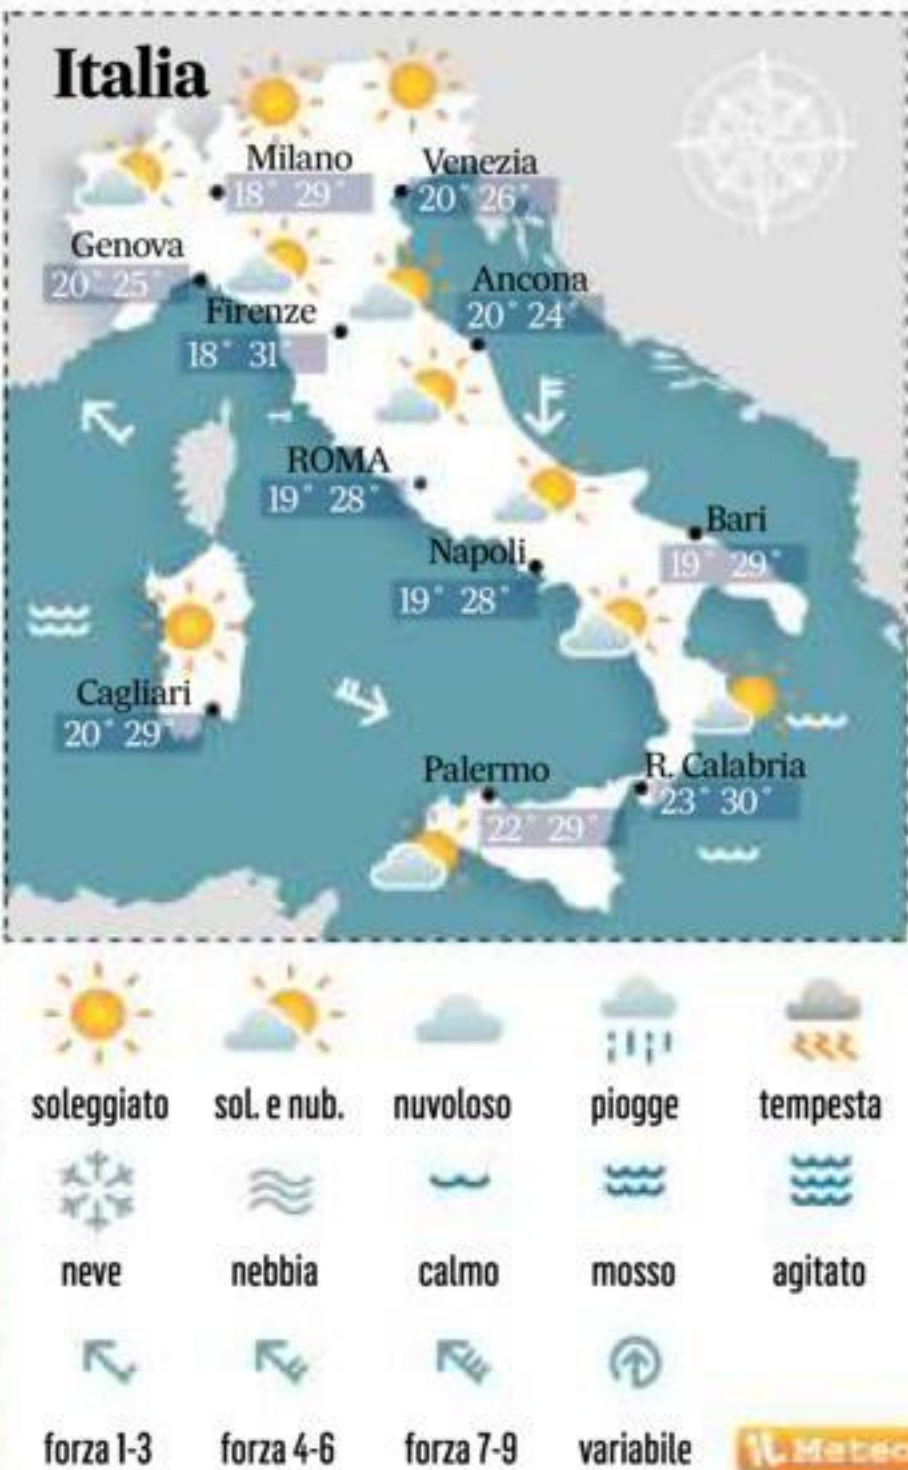 Italia
Milano
18° 29°
Venezia
20° 26°
Genova
20° 25°
Ancona
20° 24°
Firenze
18° 31°
ROMA
19° 28°
Bari
19° 29°
Napoli
19° 28°
Cagliari
20° 29°
Palermo
22° 29°
R. Calabria
23° 30°
soleggiato sol. e nub. nuvoloso piogge tempesta
neve nebbia calmo mosso agitato
forza 1-3 forza 4-6 forza 7-9 variabile
iL Meteo